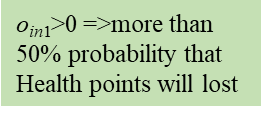 o_in1>0 =>more than
50% probability that
Health points will lost